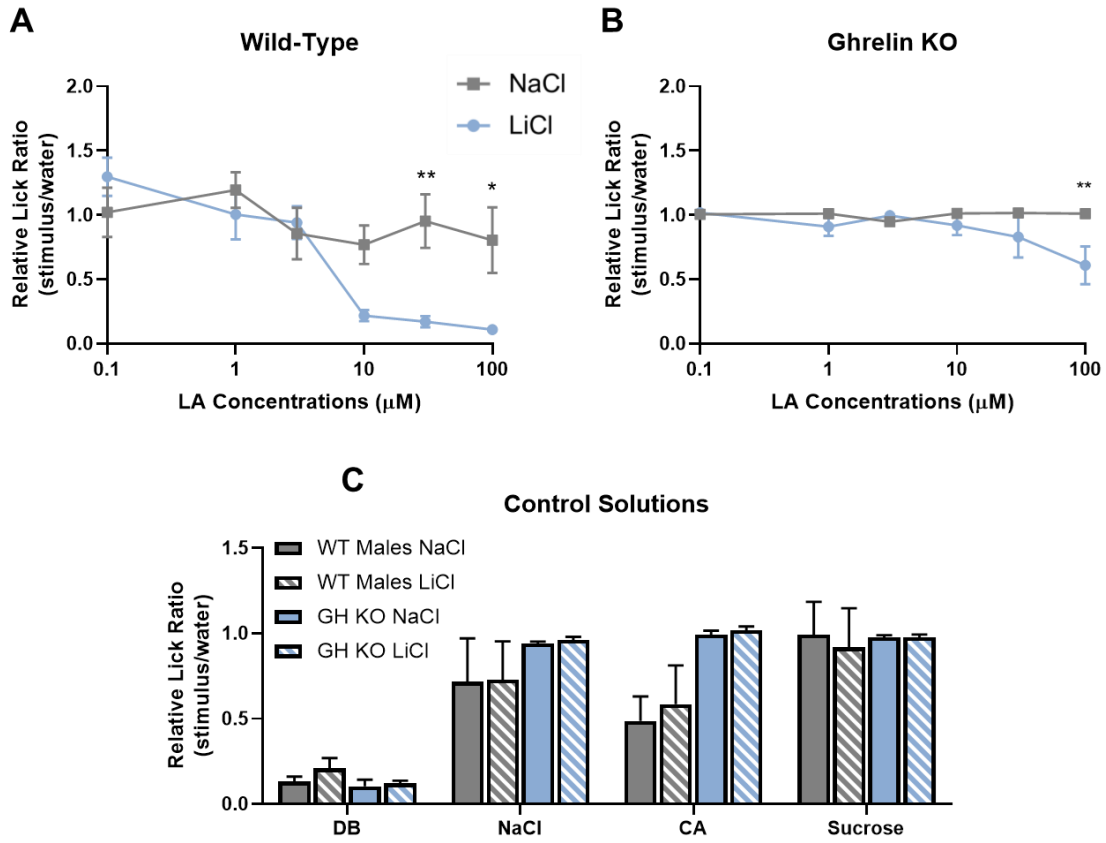 A
Wild-Type
NaCl
LiCl
Relative Lick Ratio
(stimulus/water)
2.0
1.5
1.0
0.5
0.0
**
*
0.1
1
10
100
LA Concentrations (μM)
B
Ghrelin KO
Relative Lick Ratio
(stimulus/water)
2.0
1.5
1.0
0.5
0.0
**
0.1
1
10
100
LA Concentrations (μM)
C
Control Solutions
Relative Lick Ratio
(stimulus/water)
1.5
1.0
0.5
0.0
WT Males NaCl
WT Males LiCl
GH KO NaCl
GH KO LiCl
DB
NaCl
CA
Sucrose